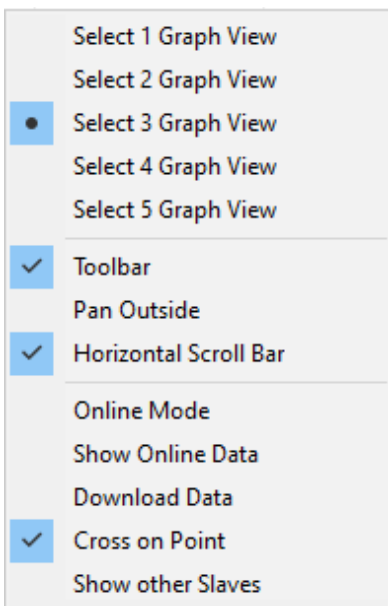 Select 1 Graph View
Select 2 Graph View
Select 3 Graph View
Select 4 Graph View
Select 5 Graph View
Toolbar
Pan Outside
Horizontal Scroll Bar
Online Mode
Show Online Data
Download Data
Cross on Point
Show other Slaves